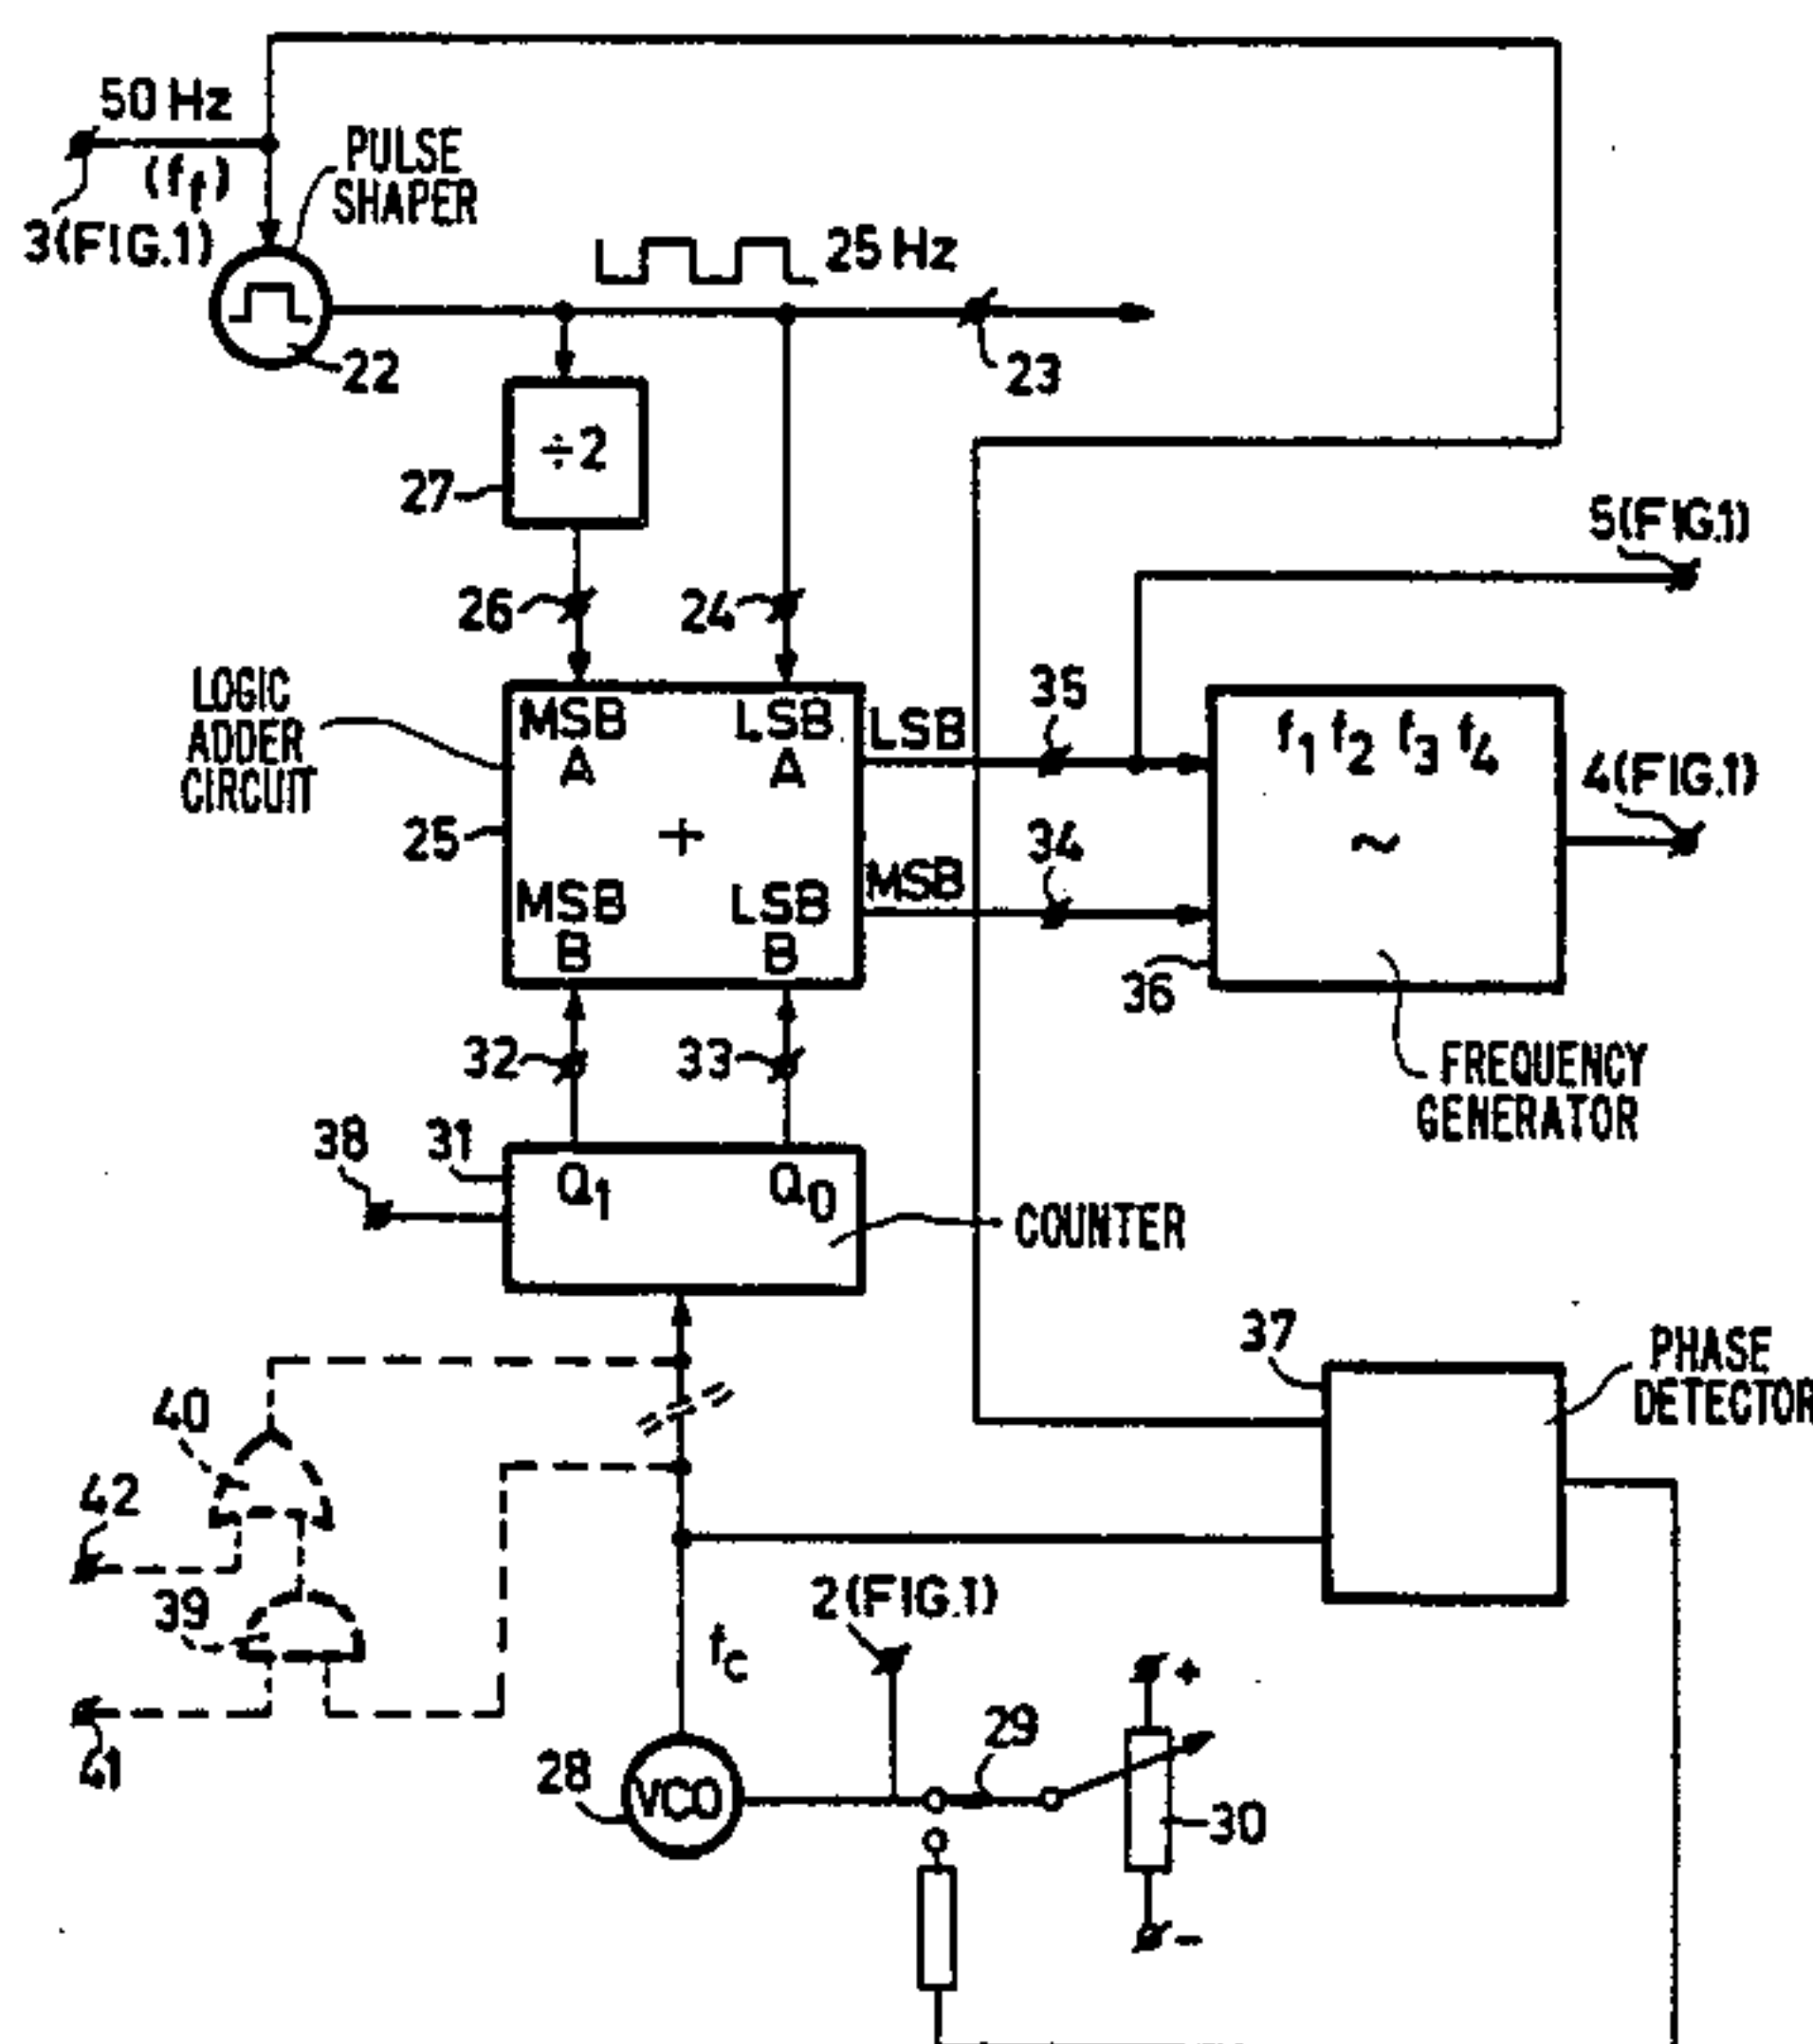 50 Hz
(ff)
3(FIG.1)
PULSE
SHAPER
22
25 Hz
23
÷2
27
26
24
5(FIG.1)
LOGIC
ADDER
CIRCUIT
25
MSB
A
LSB
A
+
MSB
B
LSB
B
LSB
35
MSB
34
f1 f2 f3 f4
~
4(FIG.1)
36
FREQUENCY
GENERATOR
32
33
38
31
Q1
Q0
COUNTER
37
PHASE
DETECTOR
40
42
39
41
fc
2(FIG.1)
28
VCO
29
+
30
-